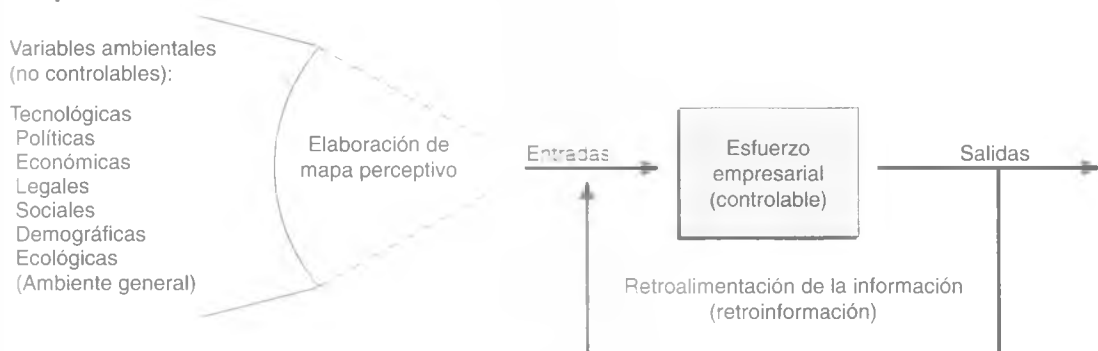 Variables ambientales
(no controlables):
Tecnológicas
Políticas
Económicas
Legales
Sociales
Demográficas
Ecológicas
(Ambiente general)
Elaboración de
mapa perceptivo
Entradas
Esfuerzo
empresarial
(controlable)
Salidas
Retroalimentación de la información
(retroinformación)